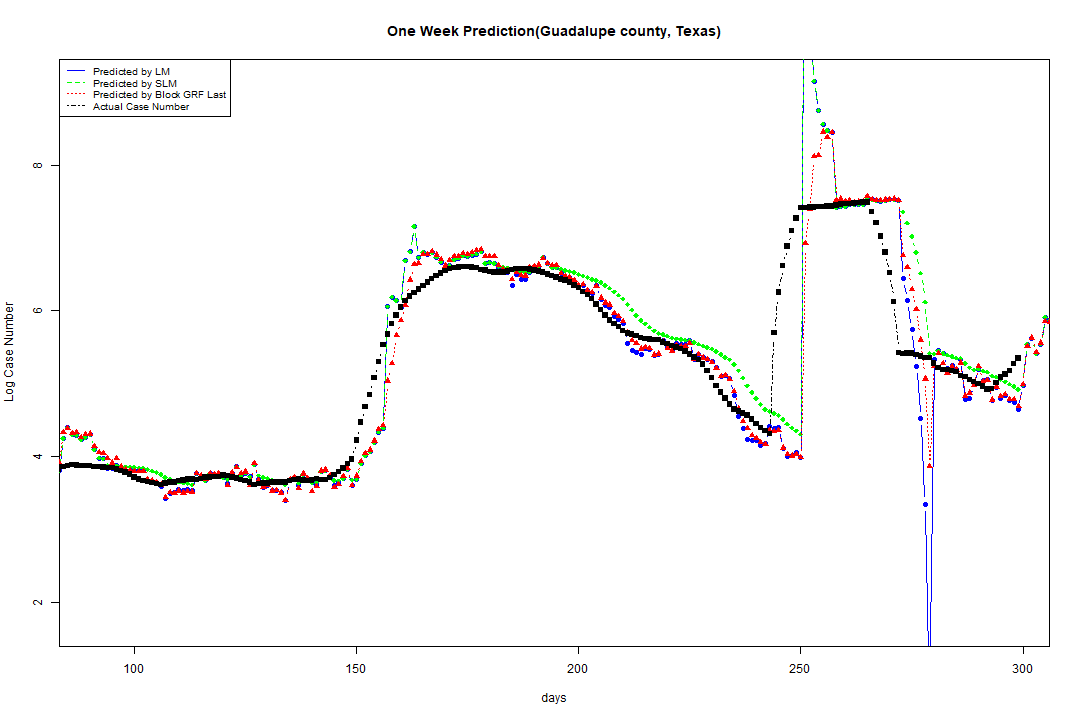 One Week Prediction(Guadalupe county, Texas)
Predicted by LM
Predicted by SLM
Predicted by Block GRF Last
Actual Case Number
8
6
4
2
Log Case Number
100 150 200 250 300
days